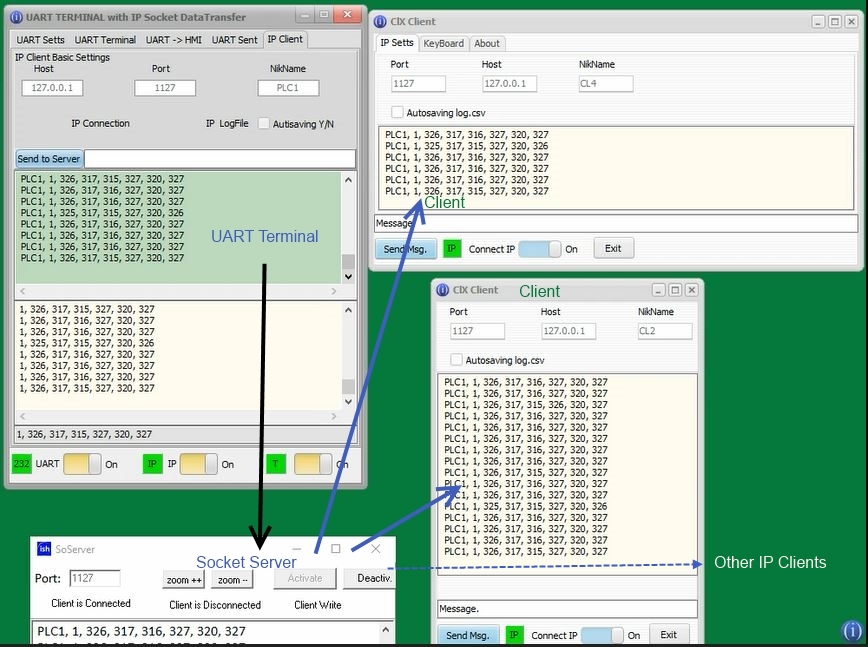 UART TERMINAL with IP Socket DataTransfer
UART Setts UART Terminal UART -> HMI UART Sent IP Client
IP Client Basic Settings
Host Port NikName
127.0.0.1 1127 PLC1
IP Connection IP LogFile Autisaving Y/N
Send to Server
PLC1, 1, 326, 317, 315, 327, 320, 327
PLC1, 1, 326, 317, 316, 327, 320, 327
PLC1, 1, 326, 317, 316, 327, 320, 327
PLC1, 1, 325, 317, 315, 327, 320, 326
PLC1, 1, 326, 317, 316, 327, 320, 327
PLC1, 1, 326, 317, 316, 327, 320, 327
PLC1, 1, 326, 317, 316, 327, 320, 327
PLC1, 1, 326, 317, 315, 327, 320, 327
UART Terminal
1, 326, 317, 315, 327, 320, 327
1, 326, 317, 316, 327, 320, 327
1, 326, 317, 316, 327, 320, 327
1, 325, 317, 315, 327, 320, 326
1, 326, 317, 316, 327, 320, 327
1, 326, 317, 316, 327, 320, 327
1, 326, 317, 316, 327, 320, 327
1, 326, 317, 315, 327, 320, 327
1, 326, 317, 315, 327, 320, 327
232 UART On IP IP On T On
ClX Client
IP Setts KeyBoard About
Port Host NikName
1127 127.0.0.1 CL4
Autosaving log.csv
PLC1, 1, 326, 317, 316, 327, 320, 327
PLC1, 1, 325, 317, 315, 327, 320, 326
PLC1, 1, 326, 317, 316, 327, 320, 327
PLC1, 1, 326, 317, 316, 327, 320, 327
PLC1, 1, 326, 317, 316, 327, 320, 327
PLC1, 1, 326, 317, 315, 327, 320, 327
Client
Message
Send Msg. IP Connect IP On Exit
ClX Client Client
Port Host NikName
1127 127.0.0.1 CL2
Autosaving log.csv
PLC1, 1, 326, 317, 316, 327, 320, 327
PLC1, 1, 326, 317, 316, 327, 320, 327
PLC1, 1, 326, 317, 315, 326, 320, 327
PLC1, 1, 326, 317, 316, 327, 320, 327
PLC1, 1, 326, 317, 316, 327, 320, 327
PLC1, 1, 326, 317, 316, 327, 320, 327
PLC1, 1, 326, 317, 316, 327, 320, 327
PLC1, 1, 326, 317, 316, 327, 320, 327
PLC1, 1, 326, 317, 315, 327, 320, 327
PLC1, 1, 326, 317, 316, 327, 320, 327
PLC1, 1, 326, 317, 316, 327, 320, 327
PLC1, 1, 325, 317, 315, 327, 320, 326
PLC1, 1, 326, 317, 316, 327, 320, 327
PLC1, 1, 326, 317, 316, 327, 320, 327
PLC1, 1, 326, 317, 316, 327, 320, 327
PLC1, 1, 326, 317, 315, 327, 320, 327
Message.
Send Msg. IP Connect IP On Exit
ish SoServer
Socket Server
Port: 1127 zoom ++ zoom -- Activate Deactiv.
Client is Connected Client is Disconnected Client Write
PLC1, 1, 326, 317, 316, 327, 320, 327
Other IP Clients